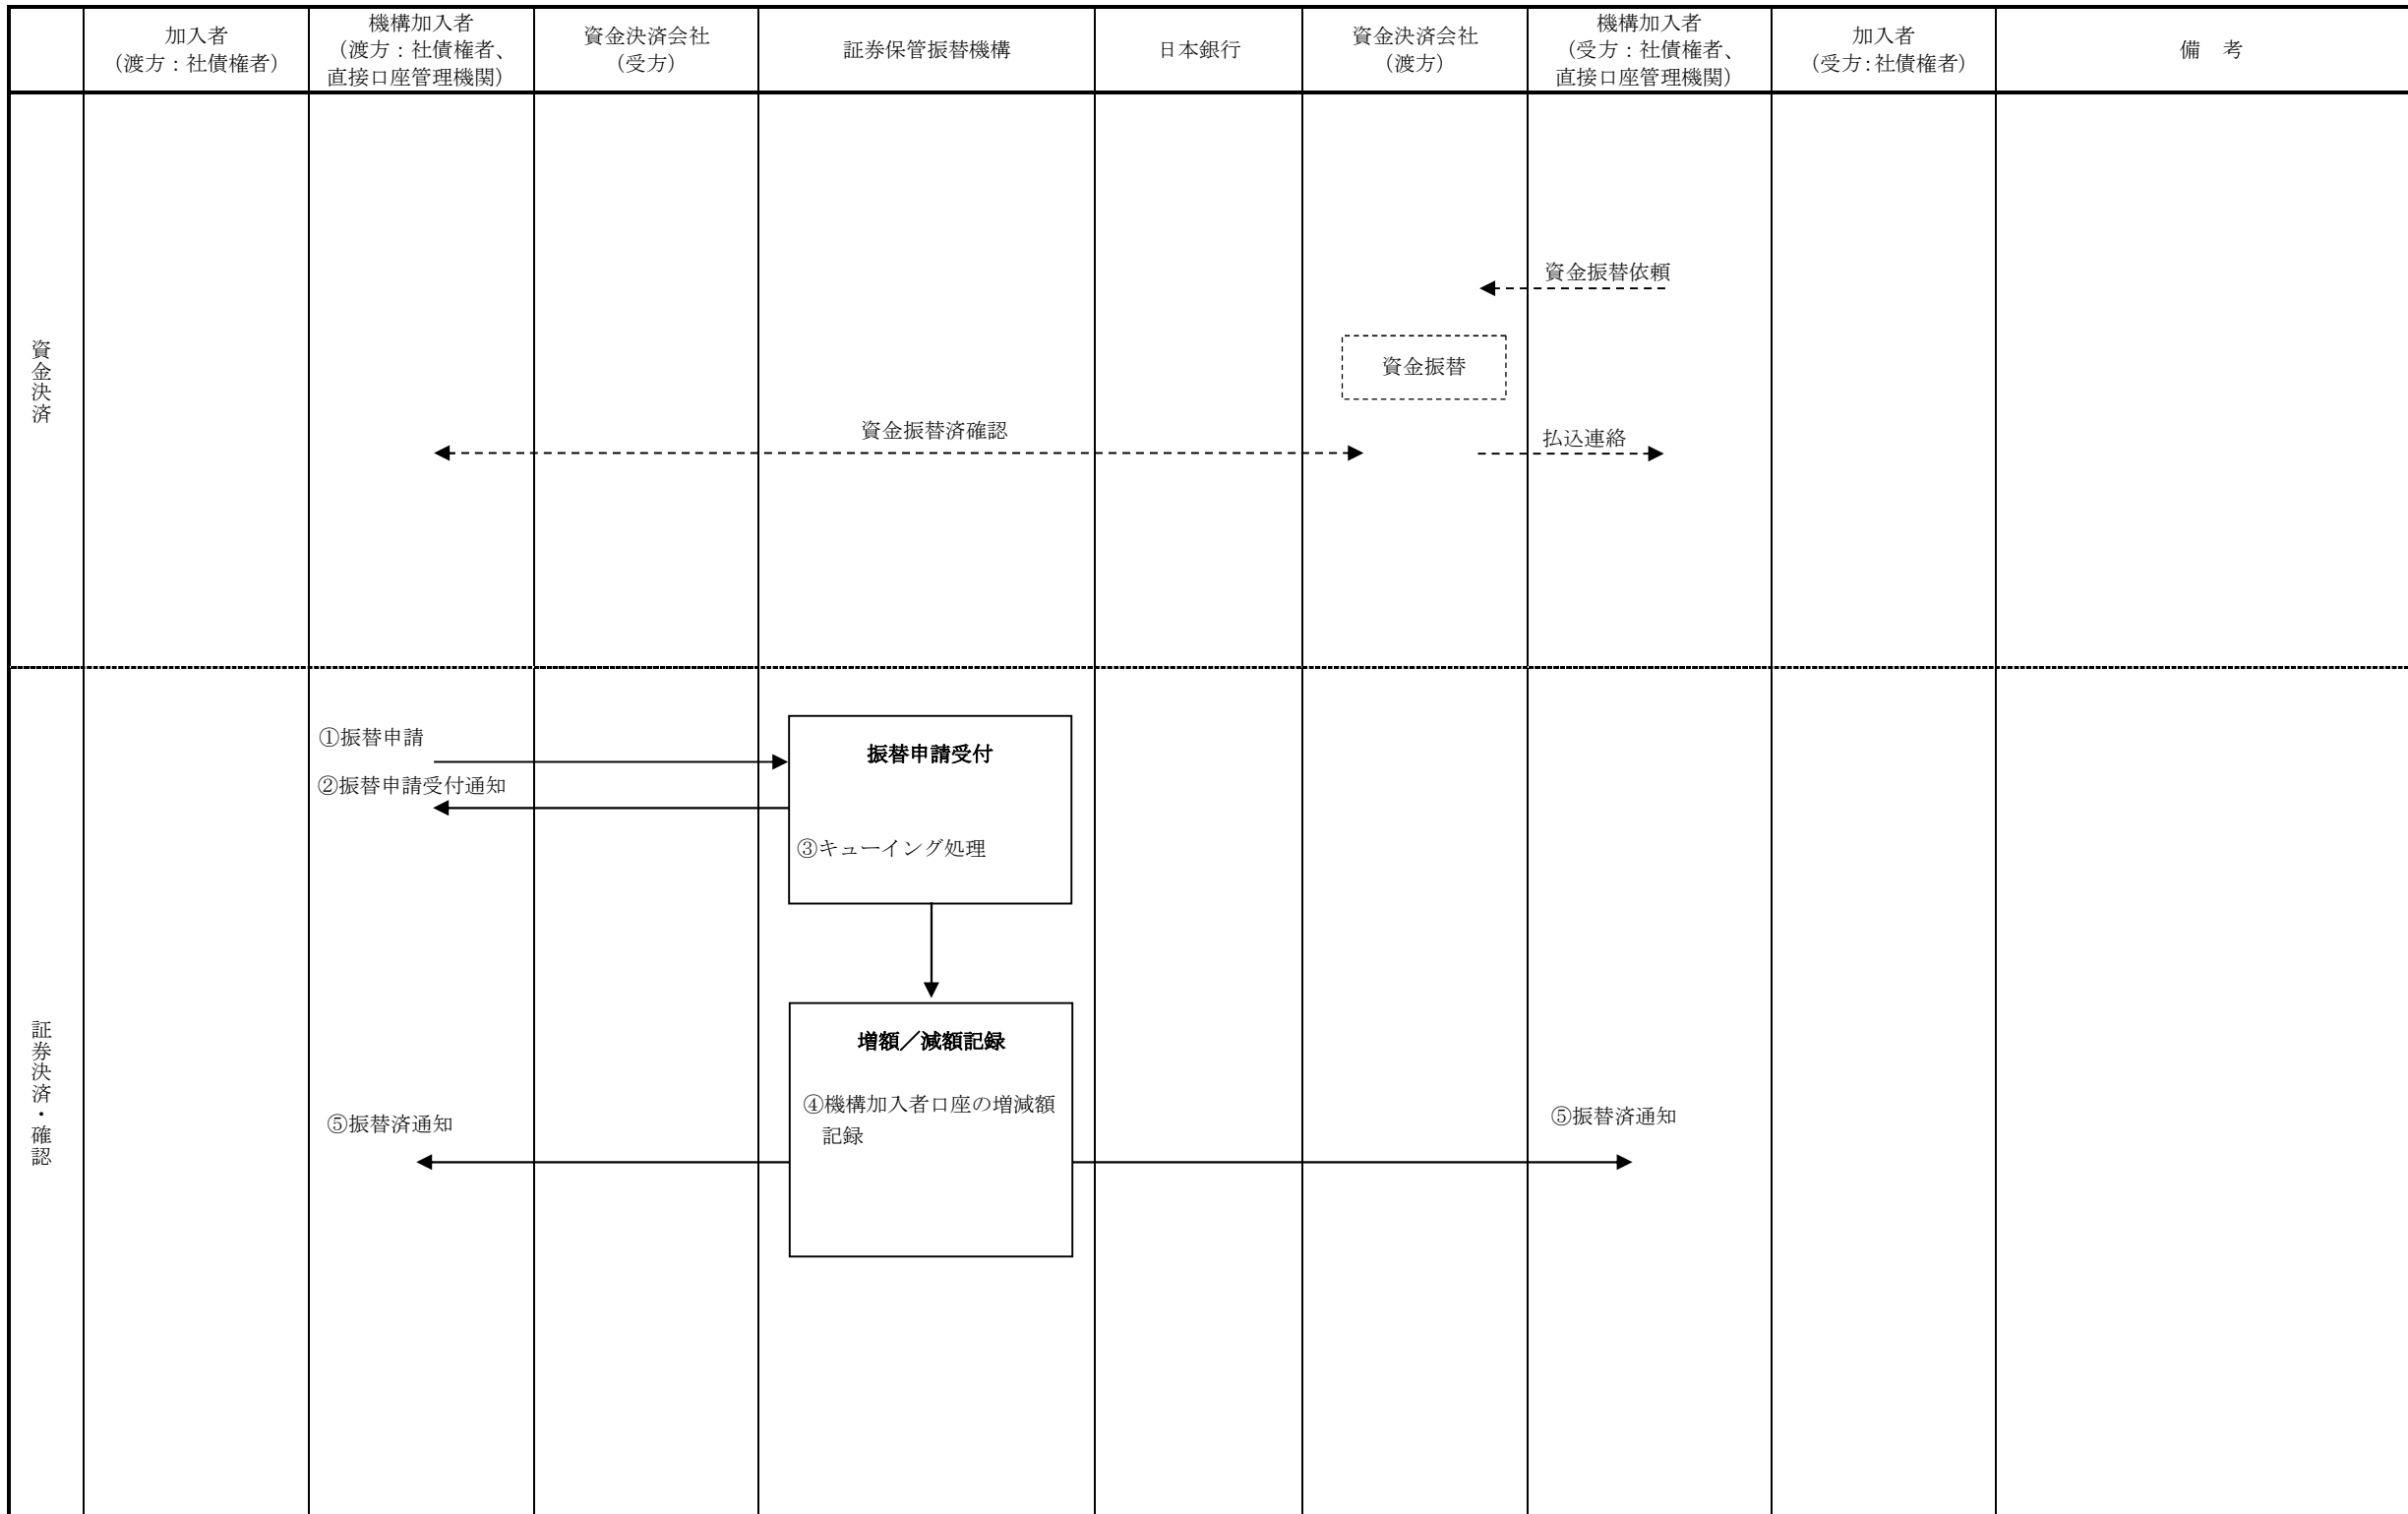 加入者
（渡方：社債権者）
機構加入者
（渡方：社債権者、
直接口座管理機関）
資金決済会社
（受方）
証券保管振替機構
日本銀行
資金決済会社
（渡方）
機構加入者
（受方：社債権者、
直接口座管理機関）
加入者
（受方:社債権者）
備　考
資金決済
資金振替依頼
資金振替
資金振替済確認
払込連絡
証券決済・確認
①振替申請
振替申請受付
②振替申請受付通知
③キューイング処理
増額／減額記録
④機構加入者口座の増減額
記録
⑤振替済通知
⑤振替済通知